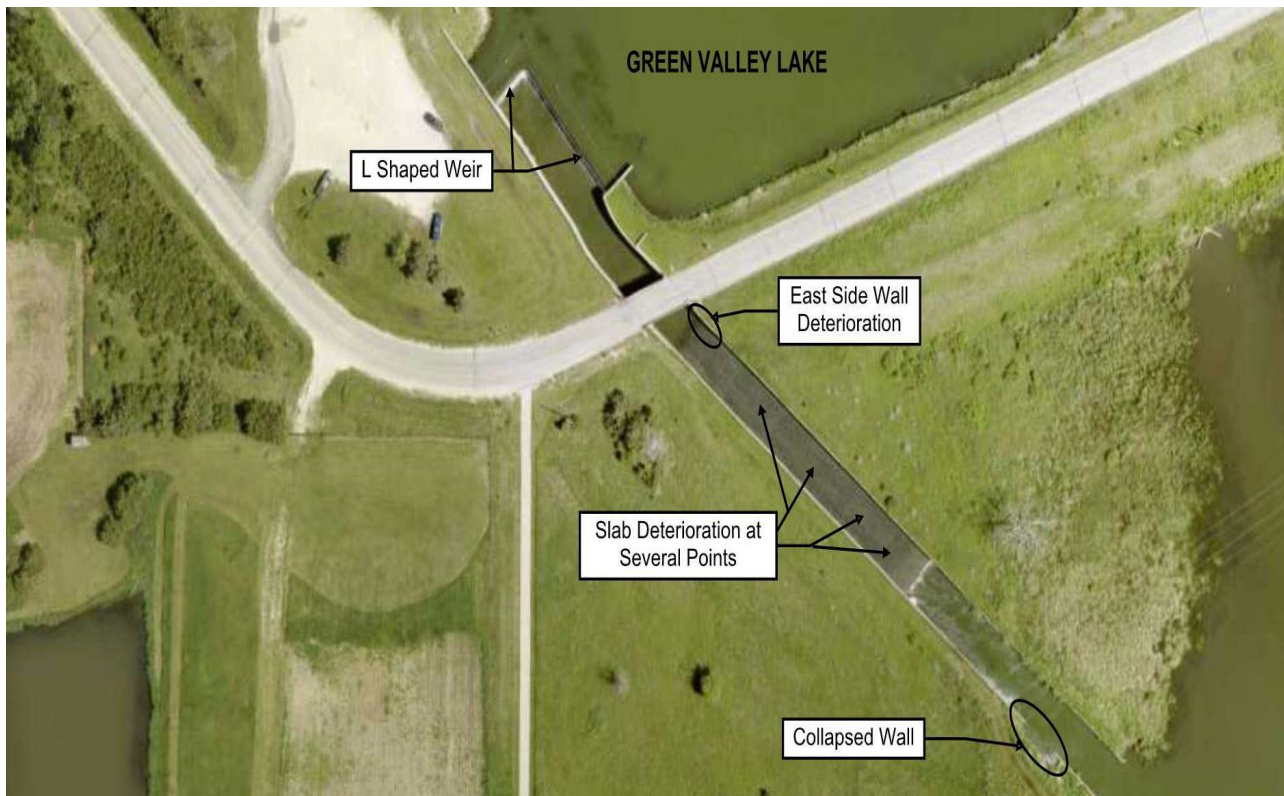 GREEN VALLEY LAKE
L Shaped Weir
East Side Wall
Deterioration
Slab Deterioration at
Several Points
Collapsed Wall